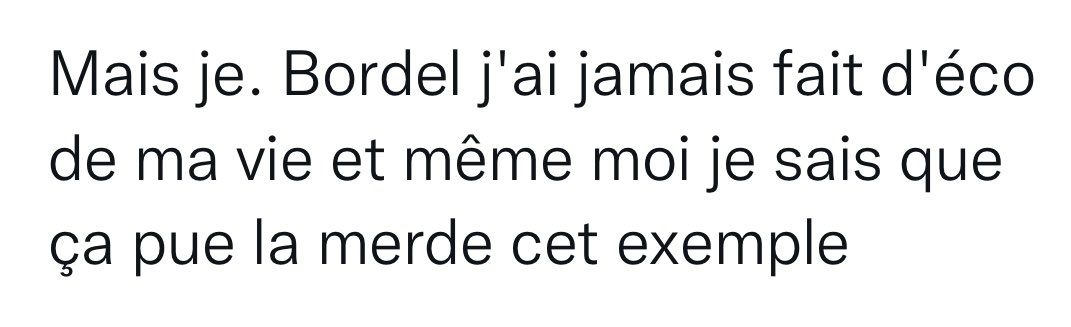 Mais je. Bordel j'ai jamais fait d'éco
de ma vie et même moi je sais que
ça pue la merde cet exemple